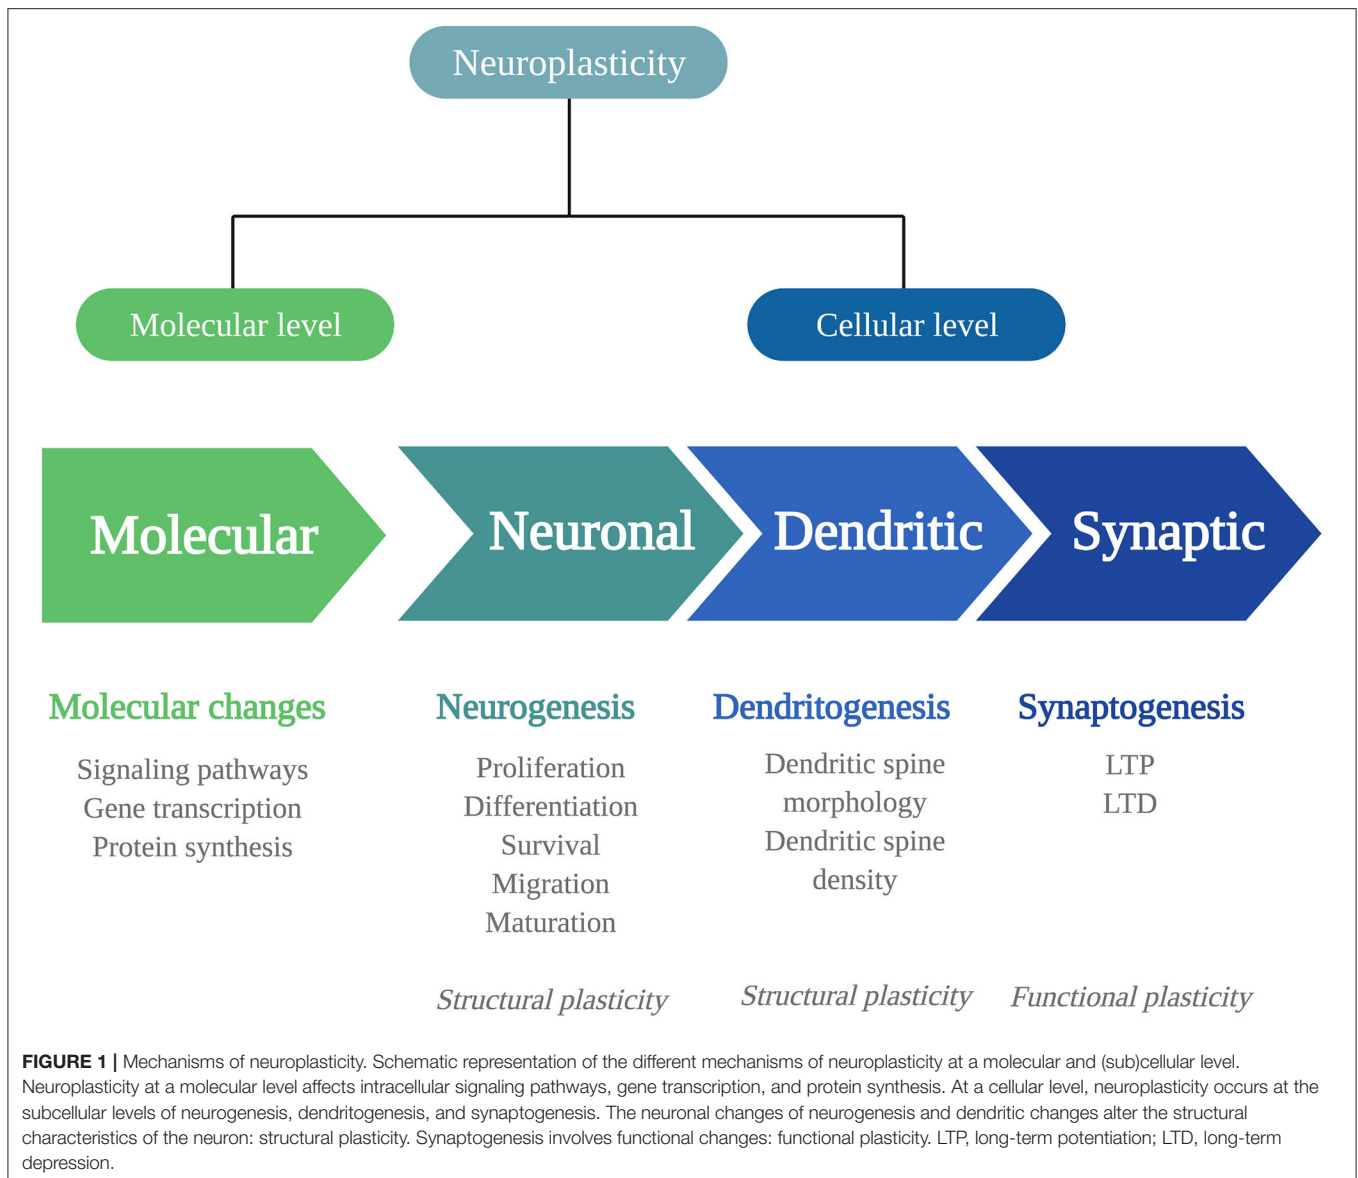 Neuroplasticity
Molecular level
Cellular level
Molecular
Neuronal
Dendritic
Synaptic
Molecular changes
Signaling pathways
Gene transcription
Protein synthesis
Neurogenesis
Proliferation
Differentiation
Survival
Migration
Maturation
Structural plasticity
Dendritogenesis
Dendritic spine
morphology
Dendritic spine
density
Structural plasticity
Synaptogenesis
LTP
LTD
Functional plasticity
FIGURE 1 | Mechanisms of neuroplasticity. Schematic representation of the different mechanisms of neuroplasticity at a molecular and (sub)cellular level.
Neuroplasticity at a molecular level affects intracellular signaling pathways, gene transcription, and protein synthesis. At a cellular level, neuroplasticity occurs at the
subcellular levels of neurogenesis, dendritogenesis, and synaptogenesis. The neuronal changes of neurogenesis and dendritic changes alter the structural
characteristics of the neuron: structural plasticity. Synaptogenesis involves functional changes: functional plasticity. LTP, long-term potentiation; LTD, long-term
depression.